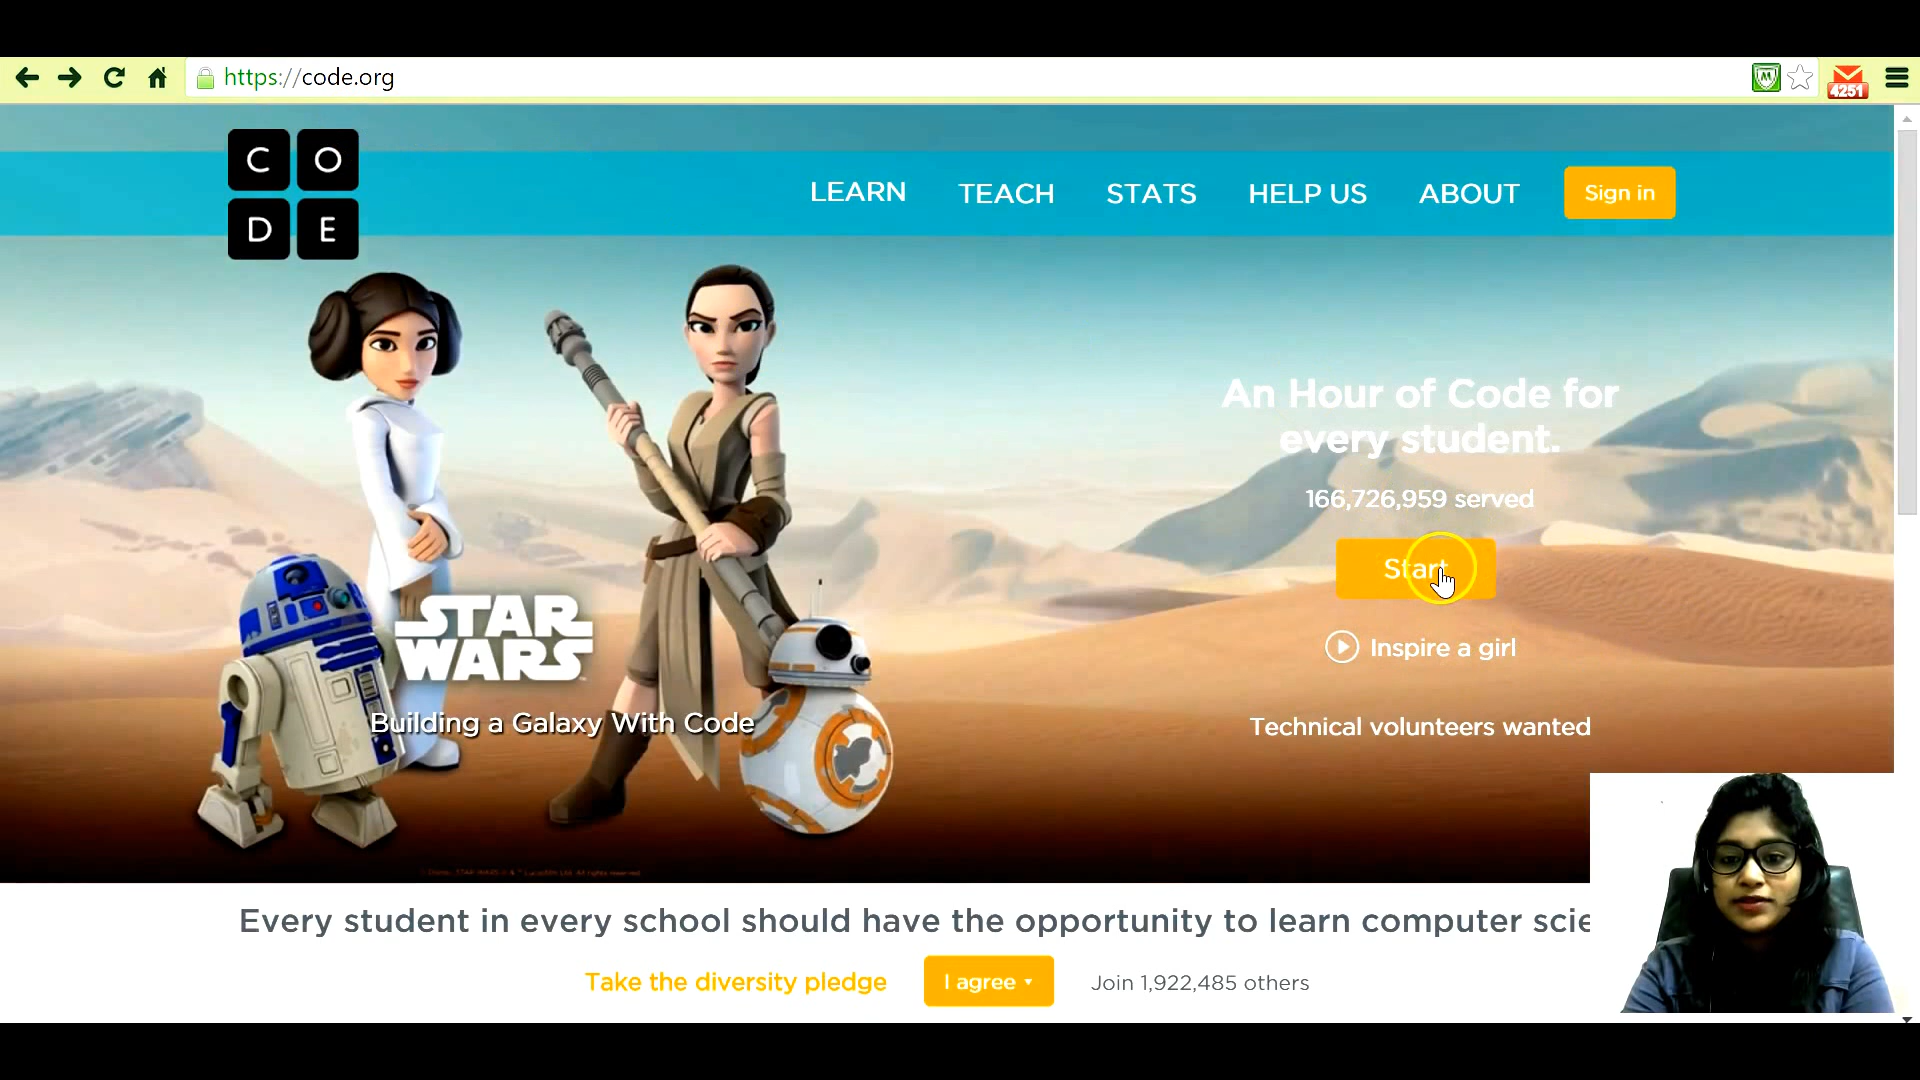 https://code.org
4251
C O
D E
LEARN TEACH STATS HELP US ABOUT Sign in
An Hour of Code for
every student.
166,726,959 served
Start
Inspire a girl
Technical volunteers wanted
STAR
WARS
Building a Galaxy With Code
Every student in every school should have the opportunity to learn computer scie
Take the diversity pledge I agree Join 1,922,485 others